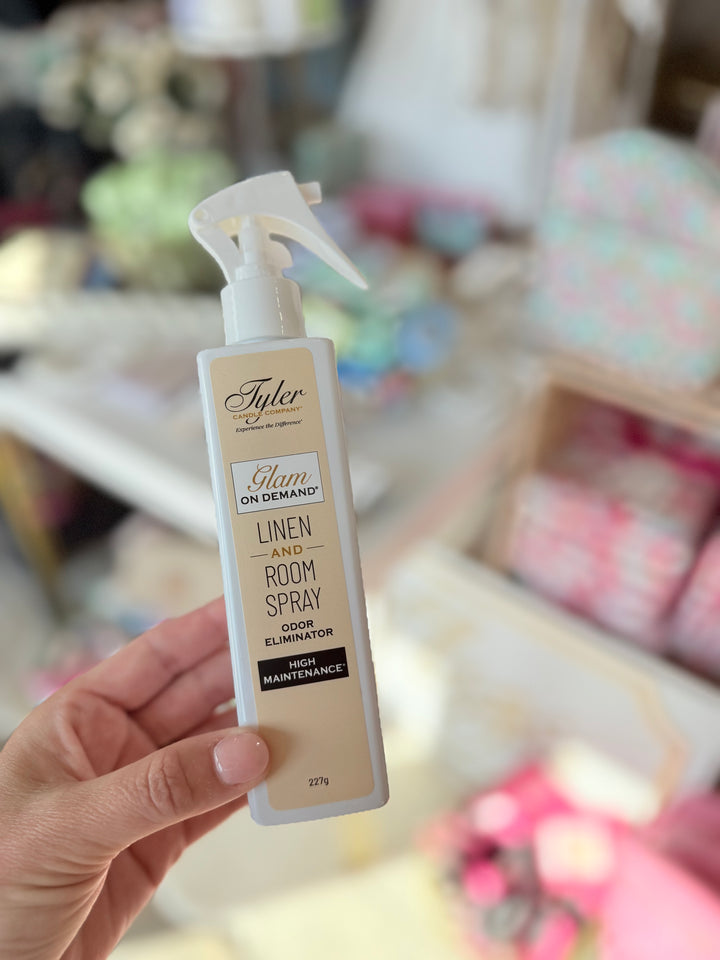 Tyler
CANDLE COMPANY®
Experience the Difference®
Glam
ON DEMAND®
LINEN
AND
ROOM
SPRAY
ODOR
ELIMINATOR
HIGH
MAINTENANCE®
227g